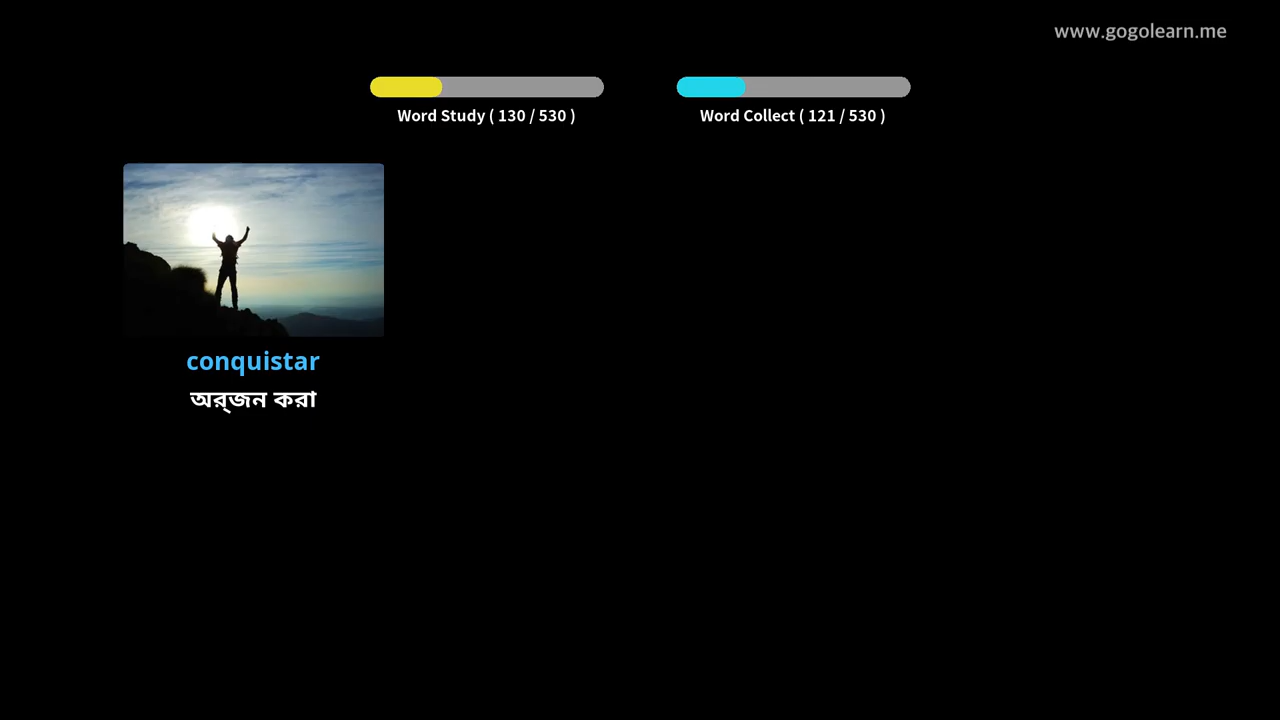 www.gogolearn.me
Word Study ( 130 / 530 )
Word Collect ( 121 / 530 )
conquistar
অর্জন করা